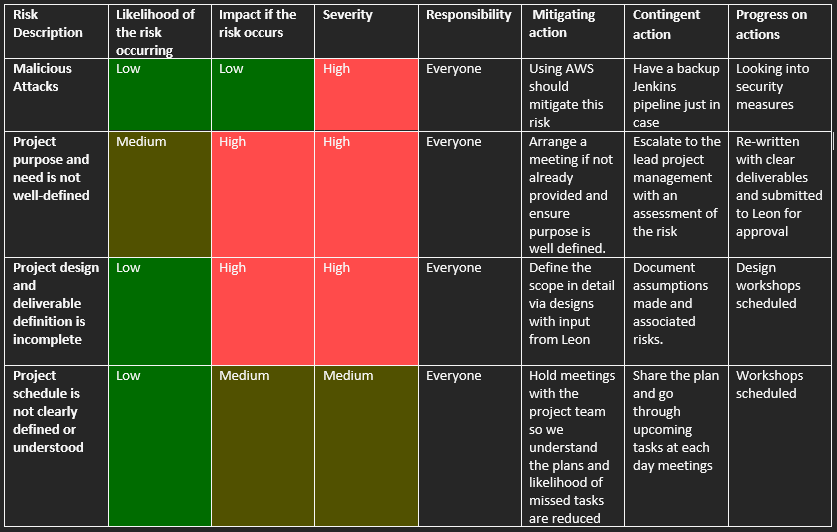 Risk Description
Likelihood of the risk occurring
Impact if the risk occurs
Severity
Responsibility
Mitigating action
Contingent action
Progress on actions
Malicious Attacks
Low
Low
High
Everyone
Using AWS should mitigate this risk
Have a backup Jenkins pipeline just in case
Looking into security measures
Project purpose and need is not well-defined
Medium
High
High
Everyone
Arrange a meeting if not already provided and ensure purpose is well defined.
Escalate to the lead project management with an assessment of the risk
Re-written with clear deliverables and submitted to Leon for approval
Project design and deliverable definition is incomplete
Low
High
High
Everyone
Define the scope in detail via designs with input from Leon
Document assumptions made and associated risks.
Design workshops scheduled
Project schedule is not clearly defined or understood
Low
Medium
Medium
Everyone
Hold meetings with the project team so we understand the plans and likelihood of missed tasks are reduced
Share the plan and go through upcoming tasks at each day meetings
Workshops scheduled